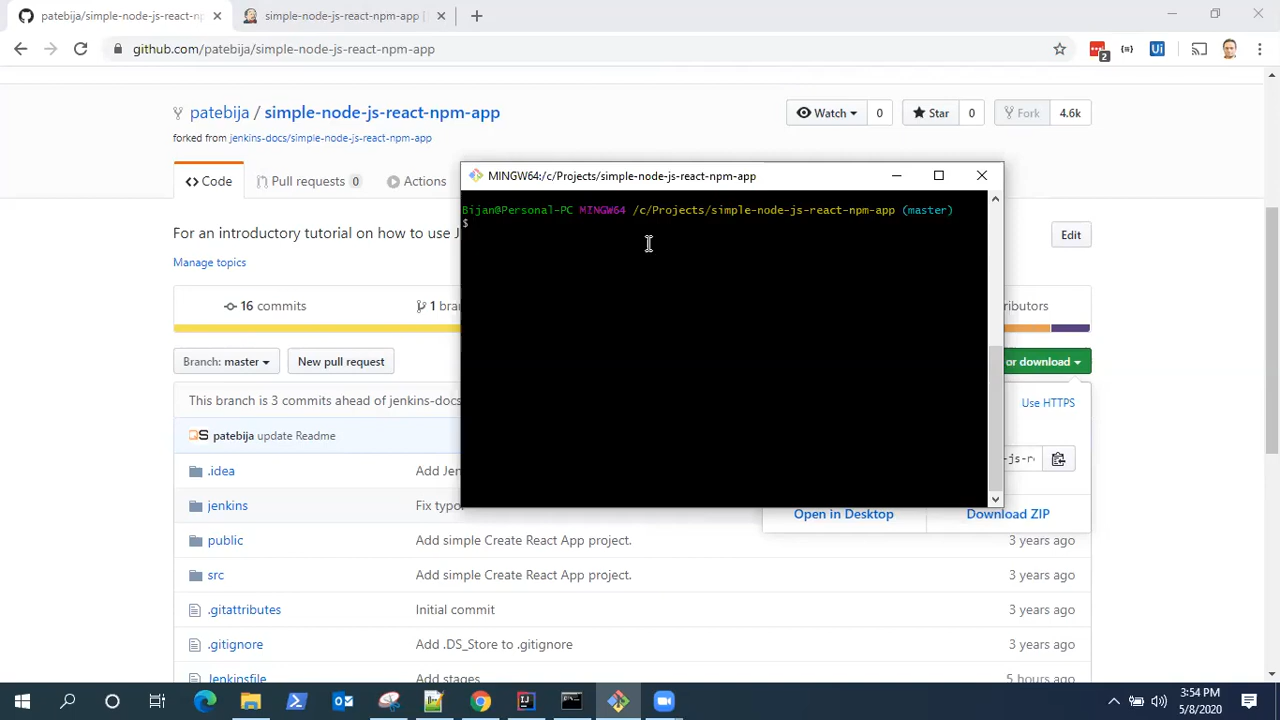 patebija/simple-node-js-react-np
simple-node-js-react-npm-app [
github.com/patebija/simple-node-js-react-npm-app
2
Ui
patebija / simple-node-js-react-npm-app
Watch 0
Star 0
Fork 4.6k
forked from jenkins-docs/simple-node-js-react-npm-app
Code
Pull requests 0
Actions
MINGW64:/c/Projects/simple-node-js-react-npm-app
Bijan@Personal-PC MINGW64 /c/Projects/simple-node-js-react-npm-app (master)
$
For an introductory tutorial on how to use J
Edit
Manage topics
16 commits
1 bra
ributors
Branch: master
New pull request
or download
This branch is 3 commits ahead of jenkins-docs
Use HTTPS
patebija update Readme
-js-r
.idea
Add Jen
jenkins
Fix typo
Open in Desktop
Download ZIP
public
Add simple Create React App project.
3 years ago
src
Add simple Create React App project.
3 years ago
.gitattributes
Initial commit
3 years ago
.gitignore
Add .DS_Store to .gitignore
3 years ago
Jenkinsfile
Add stages
5 hours ago
3:54 PM
5/8/2020